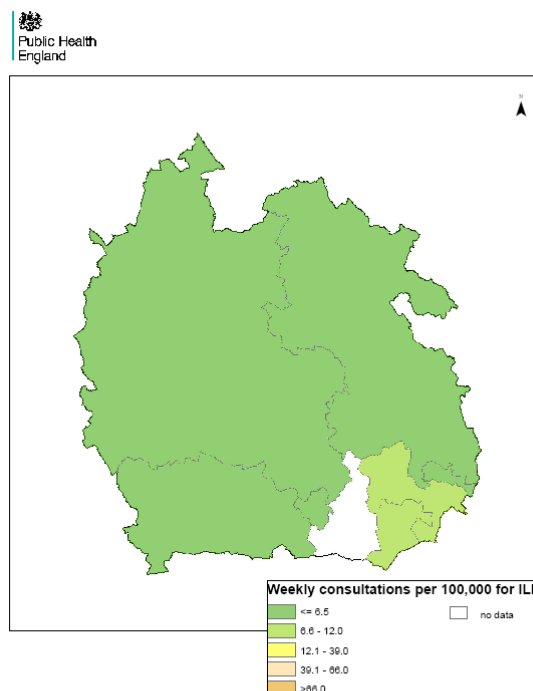 Public Health
England
N
Weekly consultations per 100,000 for ILI
<= 6.5
no data
6.6 - 12.0
12.1 - 39.0
39.1 - 66.0
>66.0